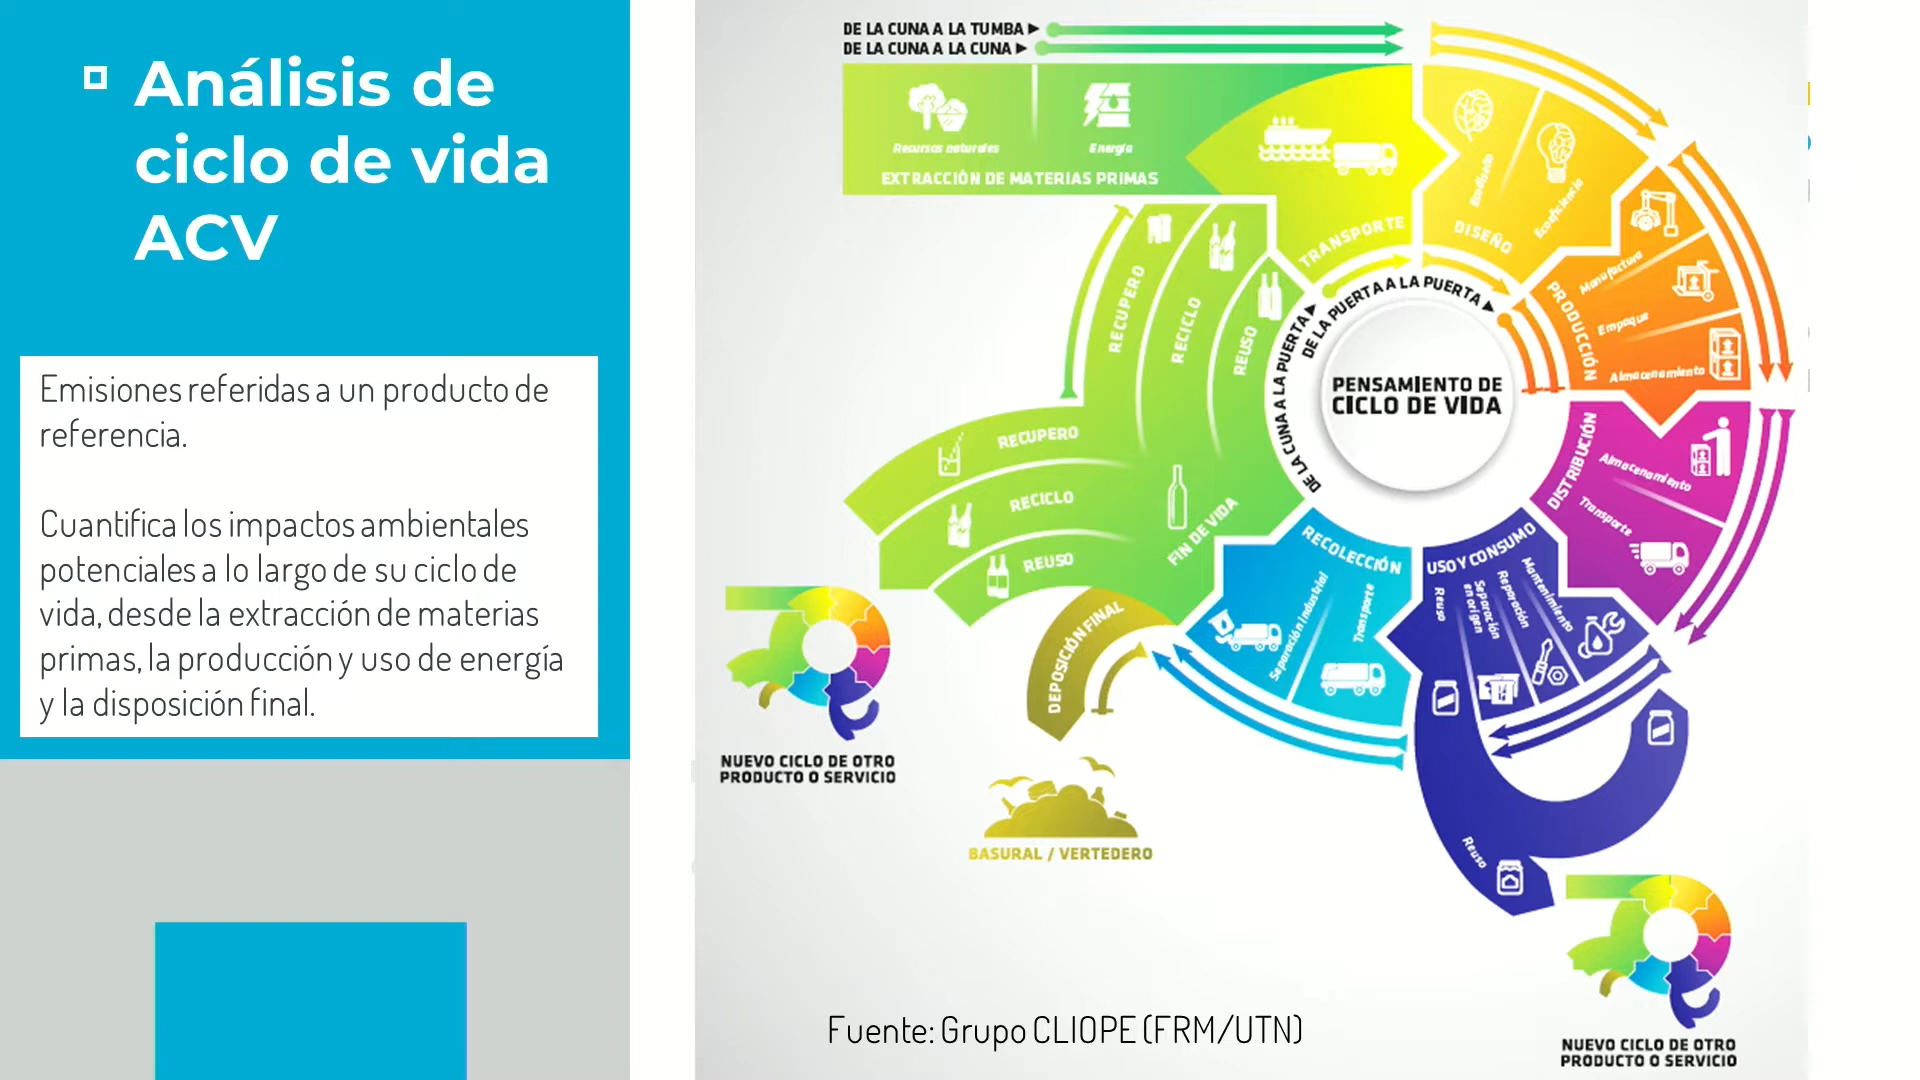 Análisis de
ciclo de vida
ACV
Emisiones referidas a un producto de
referencia.
Cuantifica los impactos ambientales
potenciales a lo largo de su ciclo de
vida, desde la extracción de materias
primas, la producción y uso de energía
y la disposición final.
DE LA CUNA A LA TUMBA
DE LA CUNA A LA CUNA
Recursos naturales
Energía
EXTRACCIÓN DE MATERIAS PRIMAS
TRANSPORTE
Ecodiseño
Ecoeficiencia
DISEÑO
Manufactura
Empaque
Almacenamiento
PRODUCCIÓN
DISTRIBUCIÓN
Almacenamiento
Transporte
USO Y CONSUMO
Mantenimiento
Reparación
Separación
en origen
Reuso
Reuso
RECOLECCIÓN
Transporte
Separación Industrial
FIN DE VIDA
RECUPERO
RECICLO
REUSO
RECUPERO
RECICLO
REUSO
DEPOSICIÓN FINAL
BASURAL / VERTEDERO
DE LA CUNA A LA PUERTA
DE LA PUERTA A LA PUERTA
PENSAMIENTO DE
CICLO DE VIDA
NUEVO CICLO DE OTRO
PRODUCTO O SERVICIO
NUEVO CICLO DE OTRO
PRODUCTO O SERVICIO
Fuente: Grupo CLIOPE (FRM/UTN)